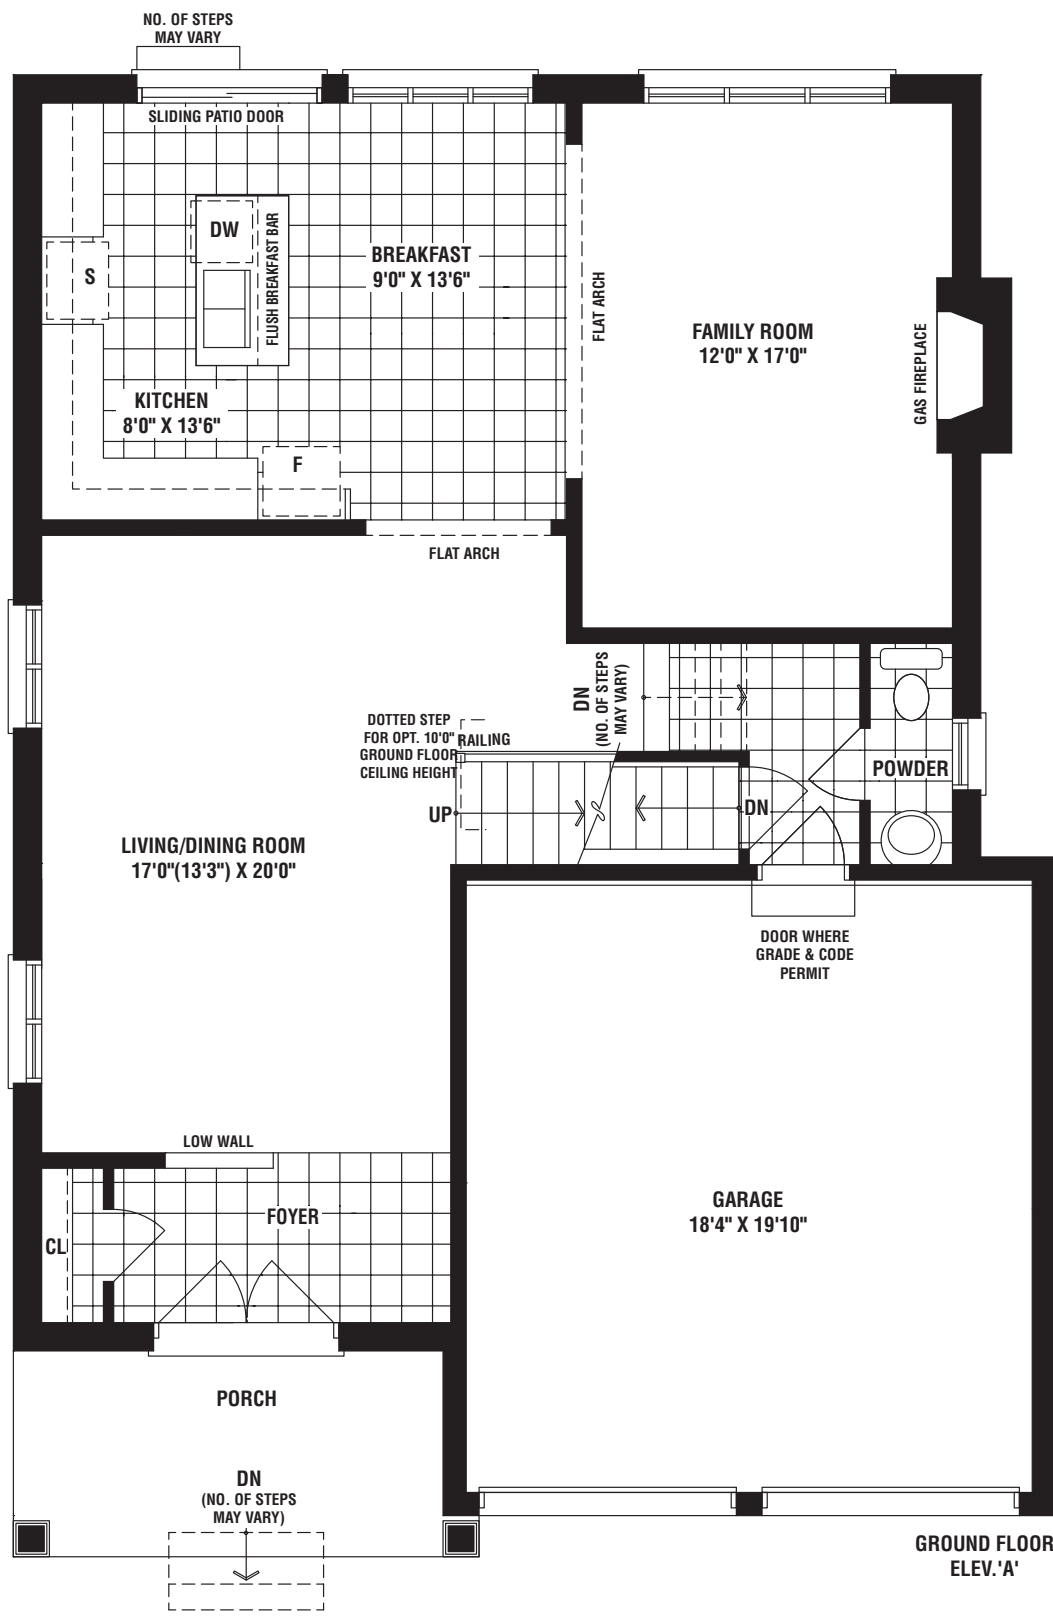 NO. OF STEPS
MAY VARY
SLIDING PATIO DOOR
DW
FLUSH BREAKFAST BAR
BREAKFAST
9'0" X 13'6"
S
FLAT ARCH
FAMILY ROOM
12'0" X 17'0"
GAS FIREPLACE
KITCHEN
8'0" X 13'6"
F
FLAT ARCH
DN
(NO. OF STEPS
MAY VARY)
DOTTED STEP
FOR OPT. 10'0"
GROUND FLOOR
CEILING HEIGHT
RAILING
POWDER
UP
DN
LIVING/DINING ROOM
17'0"(13'3") X 20'0"
DOOR WHERE
GRADE & CODE
PERMIT
LOW WALL
GARAGE
18'4" X 19'10"
FOYER
CL
PORCH
DN
(NO. OF STEPS
MAY VARY)
GROUND FLOOR
ELEV.'A'